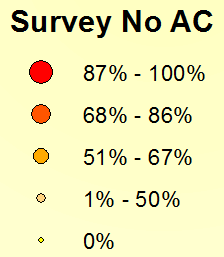 Survey No AC
87% - 100%
68% - 86%
51% - 67%
1% - 50%
0%